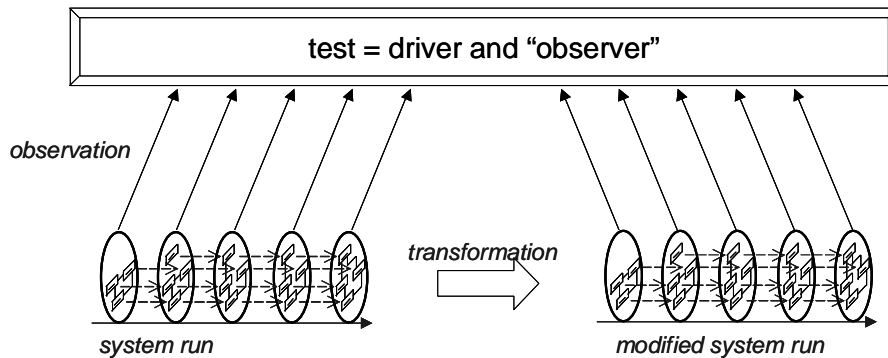 test = driver and “observer”
observation
transformation
system run
modified system run